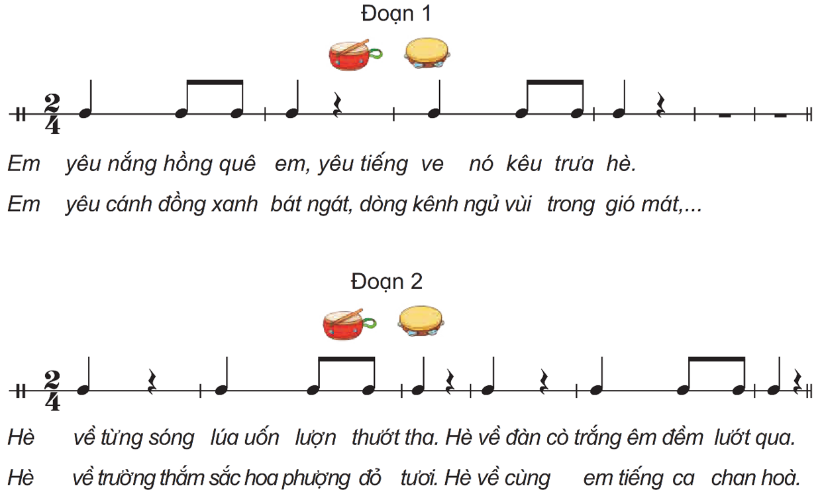 Đoạn 1
2
4
Em yêu nắng hồng quê em, yêu tiếng ve nó kêu trưa hè.
Em yêu cánh đồng xanh bát ngát, dòng kênh ngủ vùi trong gió mát,...
Đoạn 2
2
4
Hè về từng sóng lúa uốn lượn thướt tha. Hè về đàn cò trắng êm đềm lướt qua.
Hè về trường thắm sắc hoa phượng đỏ tươi. Hè về cùng em tiếng ca chan hoà.